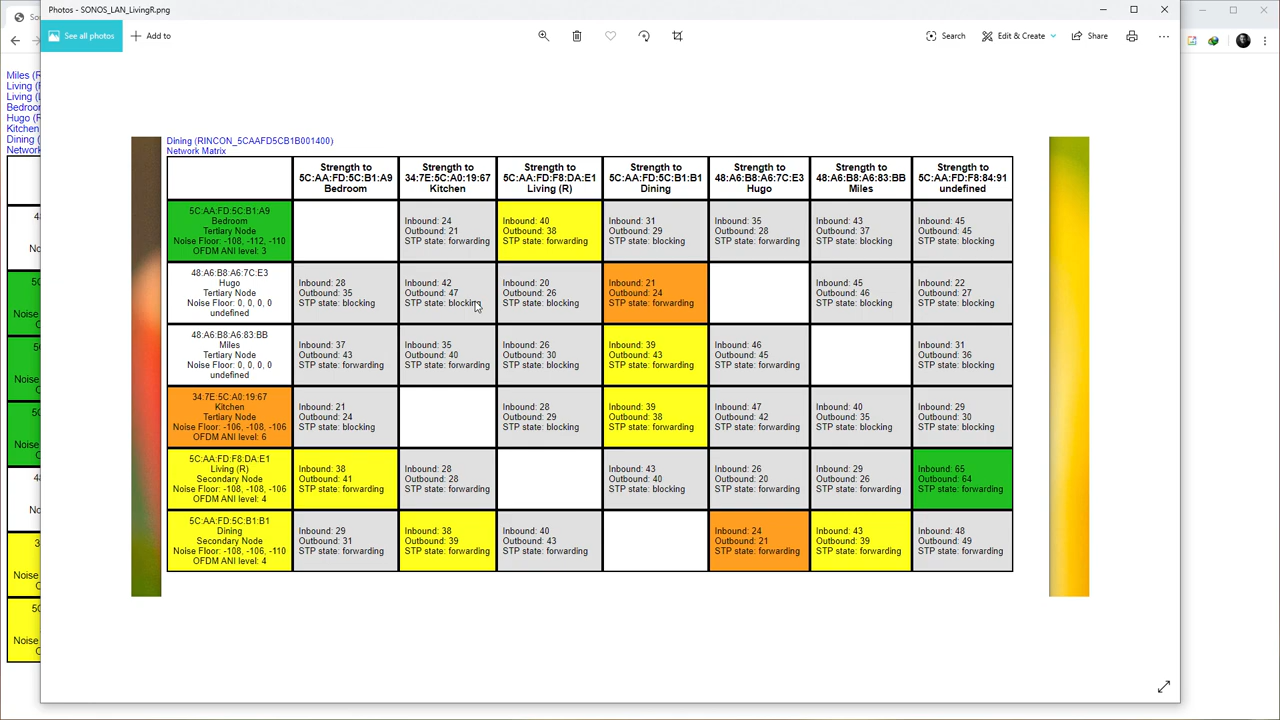 Photos - SONOS_LAN_LivingR.png
See all photos
Add to
Search
Edit & Create
Share
Miles (R
Living (
Living (
Bedroom
Hugo (R
Kitchen
Dining (
Network
Dining (RINCON_5CAAFD5CB1B001400)
Network Matrix
Strength to 5C:AA:FD:5C:B1:A9 Bedroom
Strength to 34:7E:5C:A0:19:67 Kitchen
Strength to 5C:AA:FD:F8:DA:E1 Living (R)
Strength to 5C:AA:FD:5C:B1:B1 Dining
Strength to 48:A6:B8:A6:7C:E3 Hugo
Strength to 48:A6:B8:A6:83:BB Miles
Strength to 5C:AA:FD:F8:84:91 undefined
5C:AA:FD:5C:B1:A9
Bedroom
Tertiary Node
Noise Floor: -108, -112, -110
OFDM ANI level: 3
Inbound: 24
Outbound: 21
STP state: forwarding
Inbound: 40
Outbound: 38
STP state: forwarding
Inbound: 31
Outbound: 29
STP state: blocking
Inbound: 35
Outbound: 28
STP state: forwarding
Inbound: 43
Outbound: 37
STP state: blocking
Inbound: 45
Outbound: 45
STP state: blocking
48:A6:B8:A6:7C:E3
Hugo
Tertiary Node
Noise Floor: 0, 0, 0, 0
undefined
Inbound: 28
Outbound: 35
STP state: blocking
Inbound: 42
Outbound: 47
STP state: blocking
Inbound: 20
Outbound: 26
STP state: blocking
Inbound: 21
Outbound: 24
STP state: forwarding
Inbound: 45
Outbound: 46
STP state: blocking
Inbound: 22
Outbound: 27
STP state: blocking
48:A6:B8:A6:83:BB
Miles
Tertiary Node
Noise Floor: 0, 0, 0, 0
undefined
Inbound: 37
Outbound: 43
STP state: forwarding
Inbound: 35
Outbound: 40
STP state: forwarding
Inbound: 26
Outbound: 30
STP state: blocking
Inbound: 39
Outbound: 43
STP state: forwarding
Inbound: 46
Outbound: 45
STP state: forwarding
Inbound: 31
Outbound: 36
STP state: blocking
34:7E:5C:A0:19:67
Kitchen
Tertiary Node
Noise Floor: -106, -108, -106
OFDM ANI level: 6
Inbound: 21
Outbound: 24
STP state: blocking
Inbound: 28
Outbound: 29
STP state: blocking
Inbound: 39
Outbound: 38
STP state: forwarding
Inbound: 47
Outbound: 42
STP state: forwarding
Inbound: 40
Outbound: 35
STP state: blocking
Inbound: 29
Outbound: 30
STP state: blocking
5C:AA:FD:F8:DA:E1
Living (R)
Secondary Node
Noise Floor: -108, -108, -106
OFDM ANI level: 4
Inbound: 38
Outbound: 41
STP state: forwarding
Inbound: 28
Outbound: 28
STP state: forwarding
Inbound: 43
Outbound: 40
STP state: blocking
Inbound: 26
Outbound: 20
STP state: forwarding
Inbound: 29
Outbound: 26
STP state: forwarding
Inbound: 65
Outbound: 64
STP state: forwarding
5C:AA:FD:5C:B1:B1
Dining
Secondary Node
Noise Floor: -108, -106, -110
OFDM ANI level: 4
Inbound: 29
Outbound: 31
STP state: forwarding
Inbound: 38
Outbound: 39
STP state: forwarding
Inbound: 40
Outbound: 43
STP state: forwarding
Inbound: 24
Outbound: 21
STP state: forwarding
Inbound: 43
Outbound: 39
STP state: forwarding
Inbound: 48
Outbound: 49
STP state: forwarding